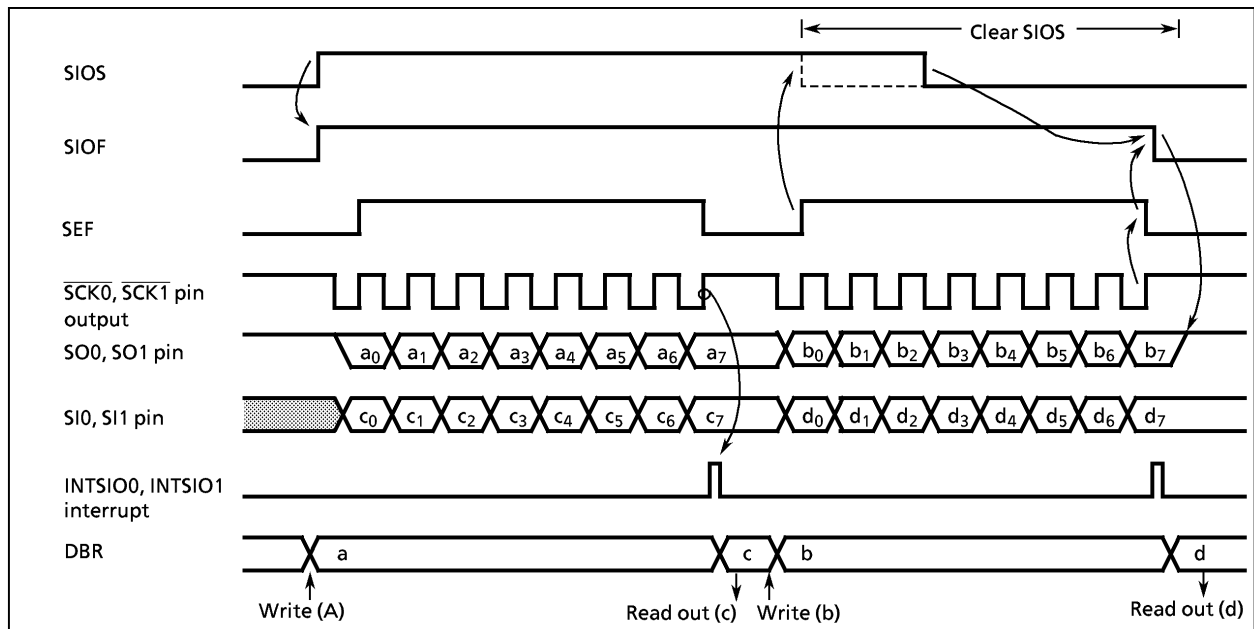 Clear SIOS
SIOS
SIOF
SEF
SCK0, SCK1 pin
output
SO0, SO1 pin
a0 a1 a2 a3 a4 a5 a6 a7 b0 b1 b2 b3 b4 b5 b6 b7
SI0, SI1 pin
c0 c1 c2 c3 c4 c5 c6 c7 d0 d1 d2 d3 d4 d5 d6 d7
INTSIO0, INTSIO1
interrupt
DBR
a c b d
Write (A) Read out (c) Write (b) Read out (d)